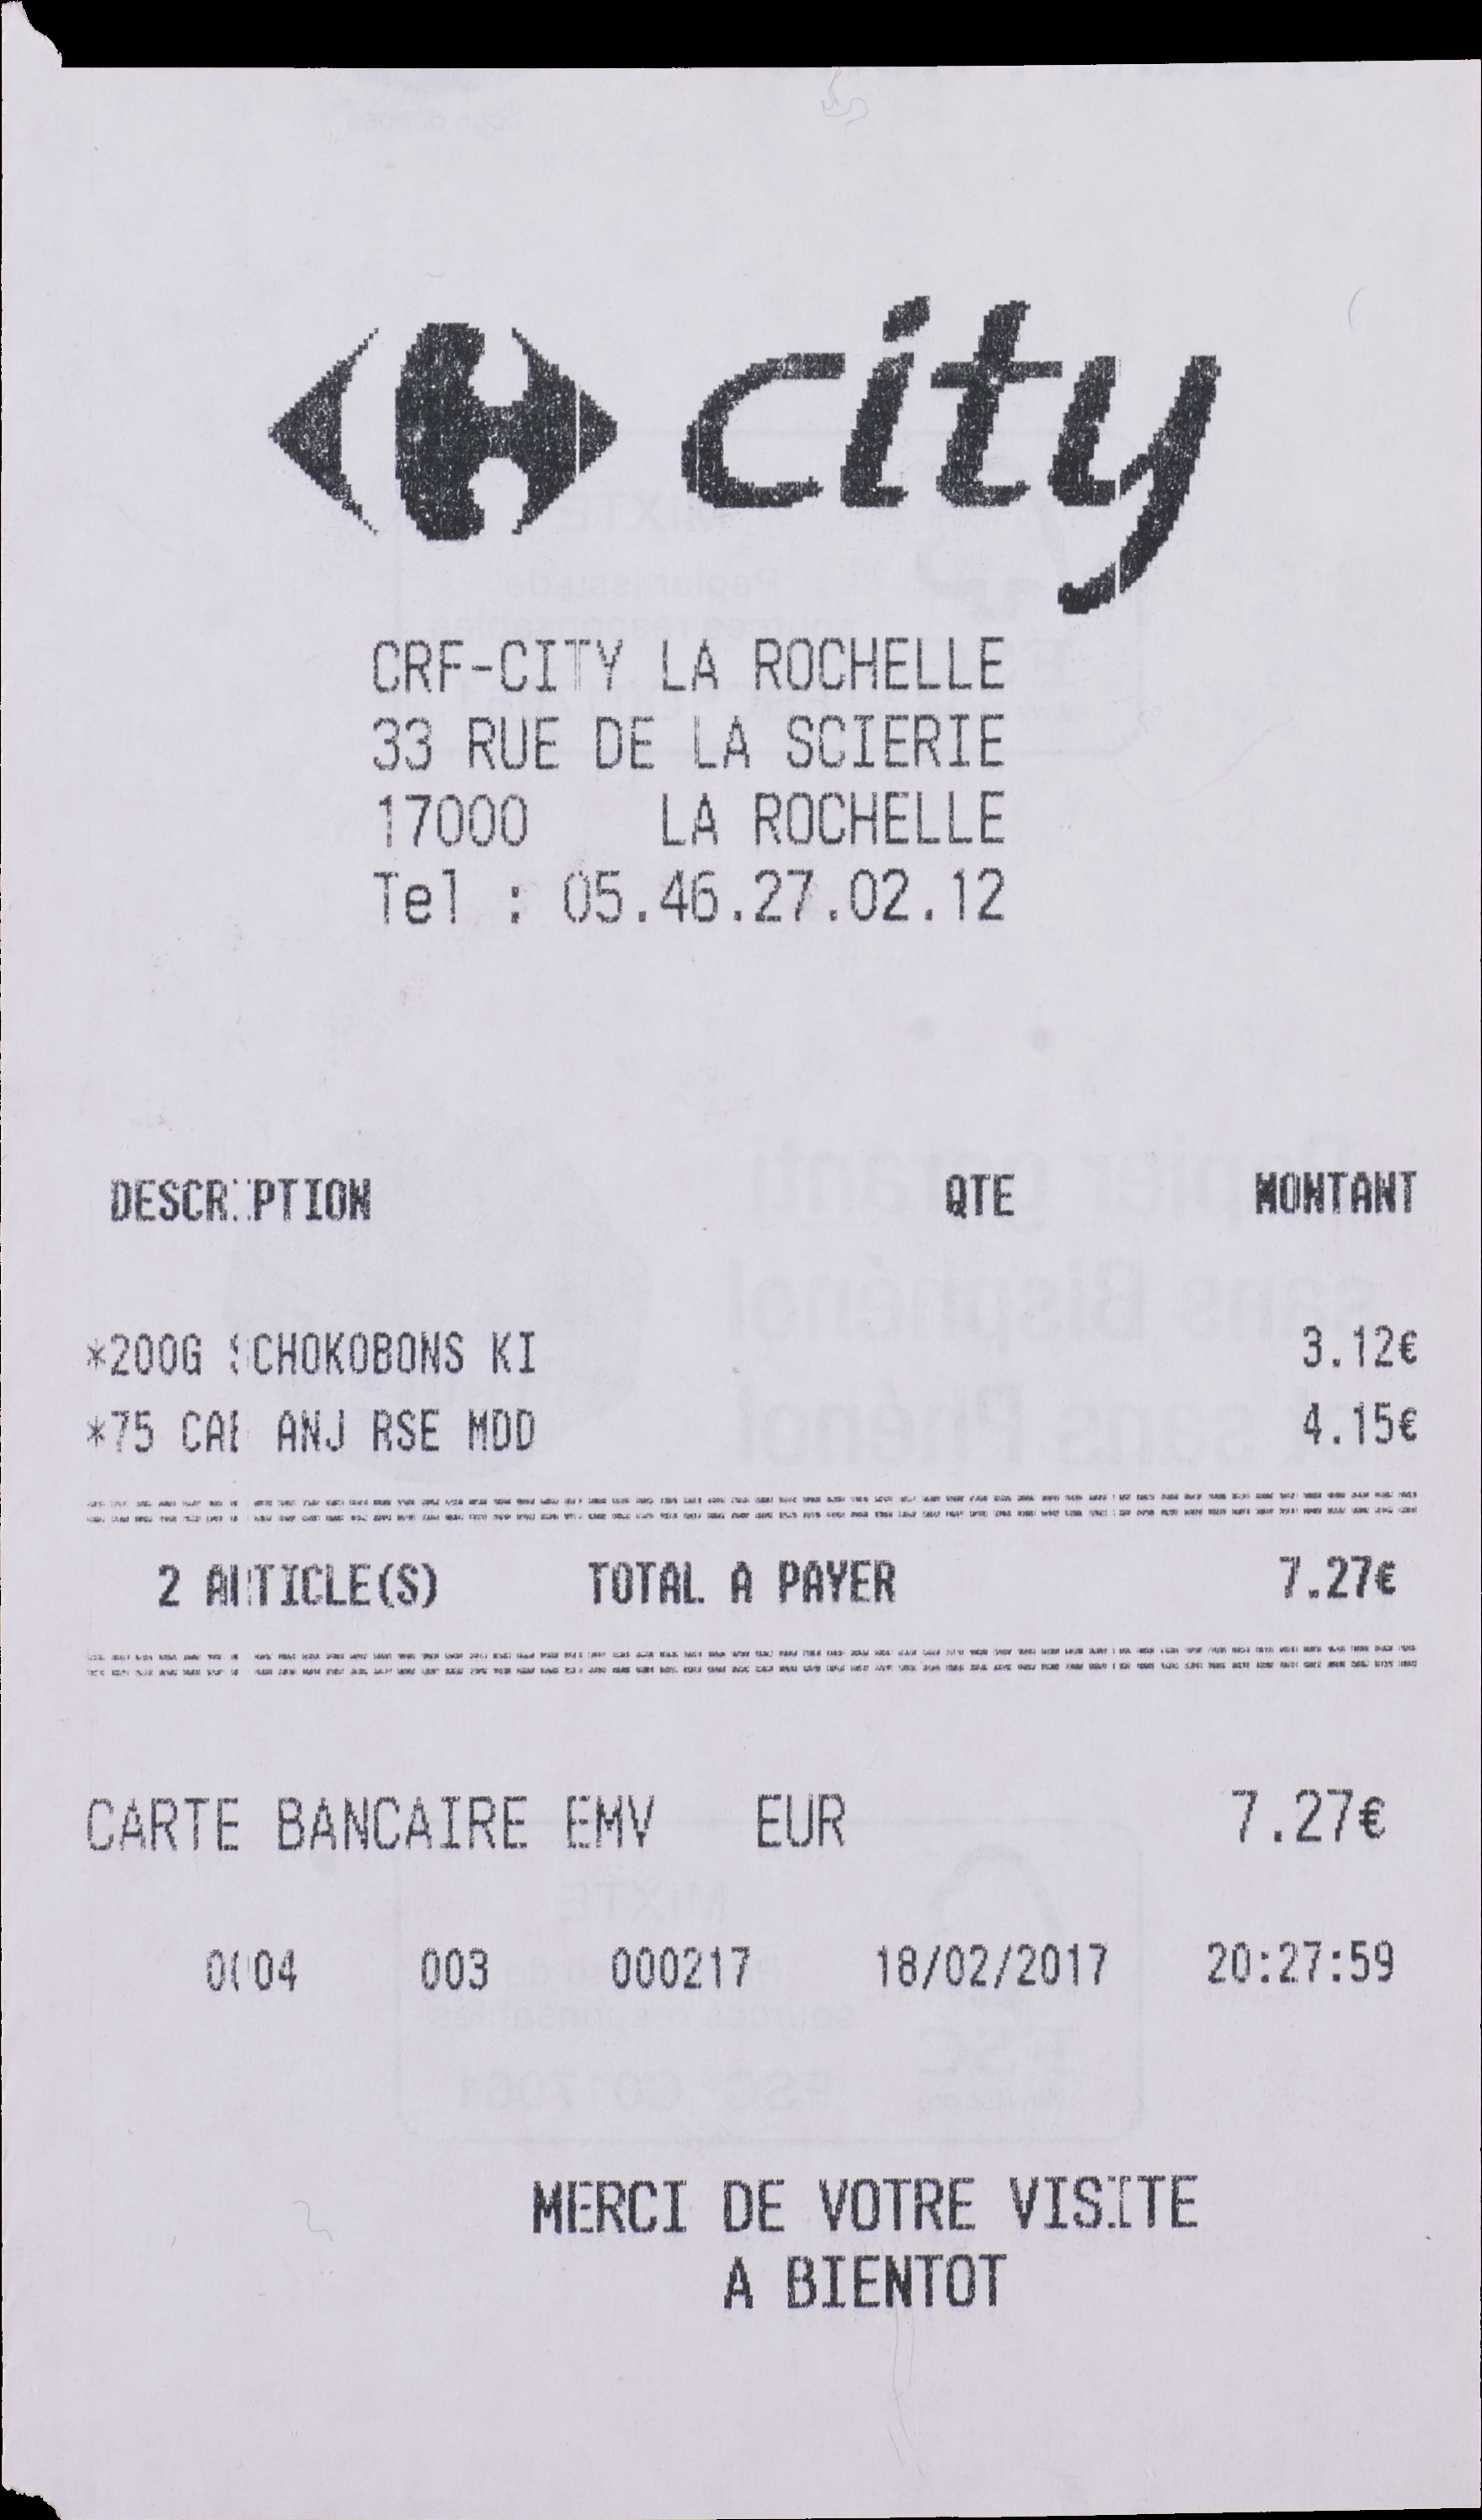 city
CRF-CITY LA ROCHELLE
33 RUE DE LA SCIERIE
17000 LA ROCHELLE
Tel : 05.46.27.02.12
DESCRIPTION QTE MONTANT
*200G SCHOKOBONS KI 3.12€
*75 CAB ANJ RSE MDD 4.15€
2 ARTICLE(S) TOTAL A PAYER 7.27€
CARTE BANCAIRE EMV EUR 7.27€
0004 003 000217 18/02/2017 20:27:59
MERCI DE VOTRE VISITE
A BIENTOT